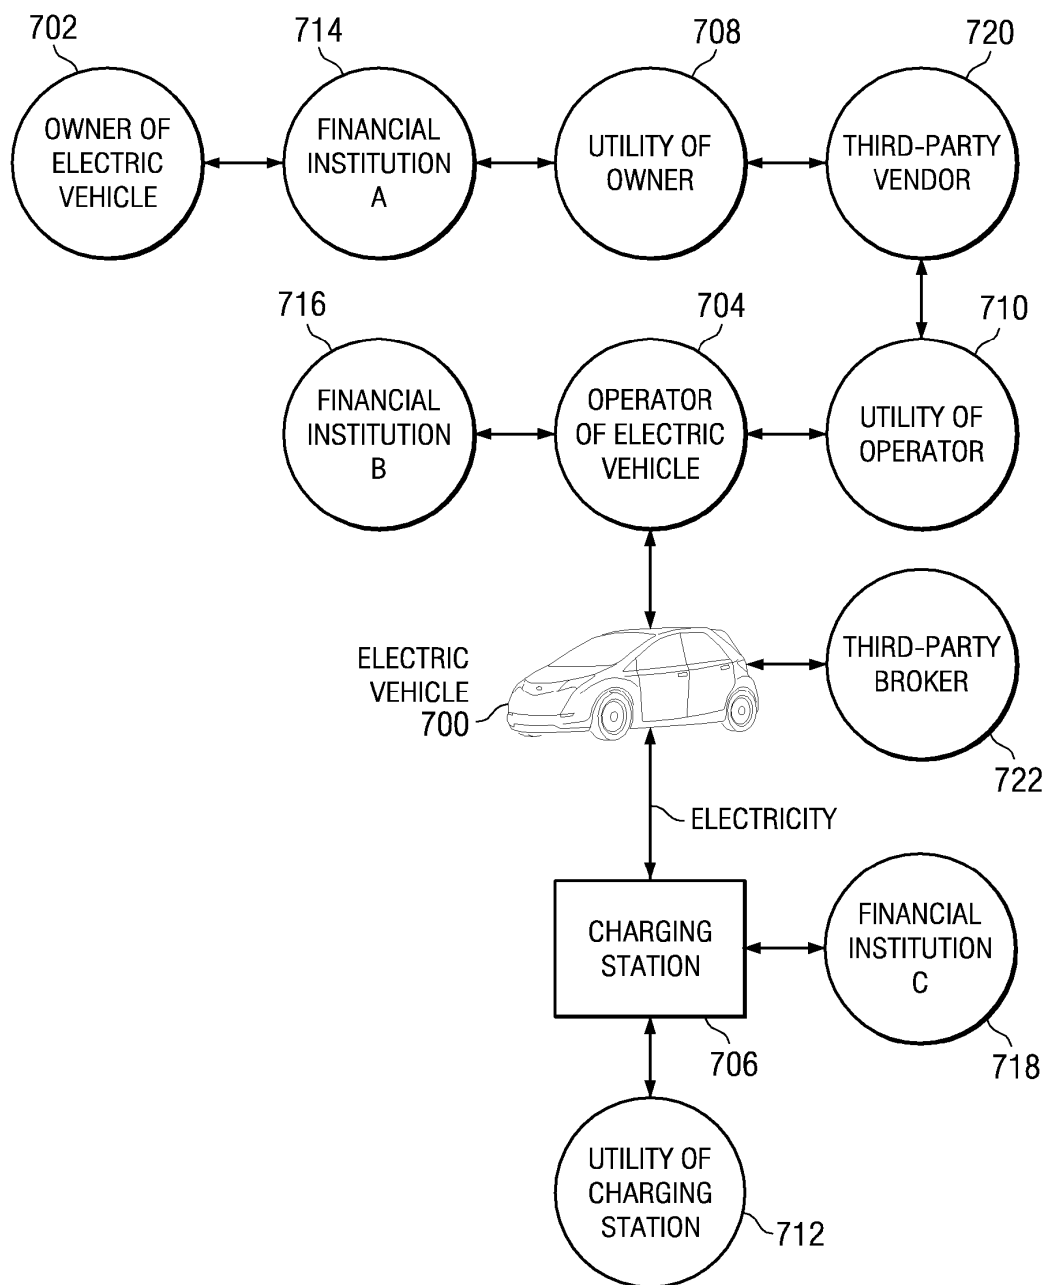 702
714
708
720
OWNER OF
ELECTRIC
VEHICLE
FINANCIAL
INSTITUTION
A
UTILITY OF
OWNER
THIRD-PARTY
VENDOR
716
704
710
FINANCIAL
INSTITUTION
B
OPERATOR
OF ELECTRIC
VEHICLE
UTILITY OF
OPERATOR
ELECTRIC
VEHICLE
700
THIRD-PARTY
BROKER
722
ELECTRICITY
CHARGING
STATION
706
FINANCIAL
INSTITUTION
C
718
UTILITY OF
CHARGING
STATION
712